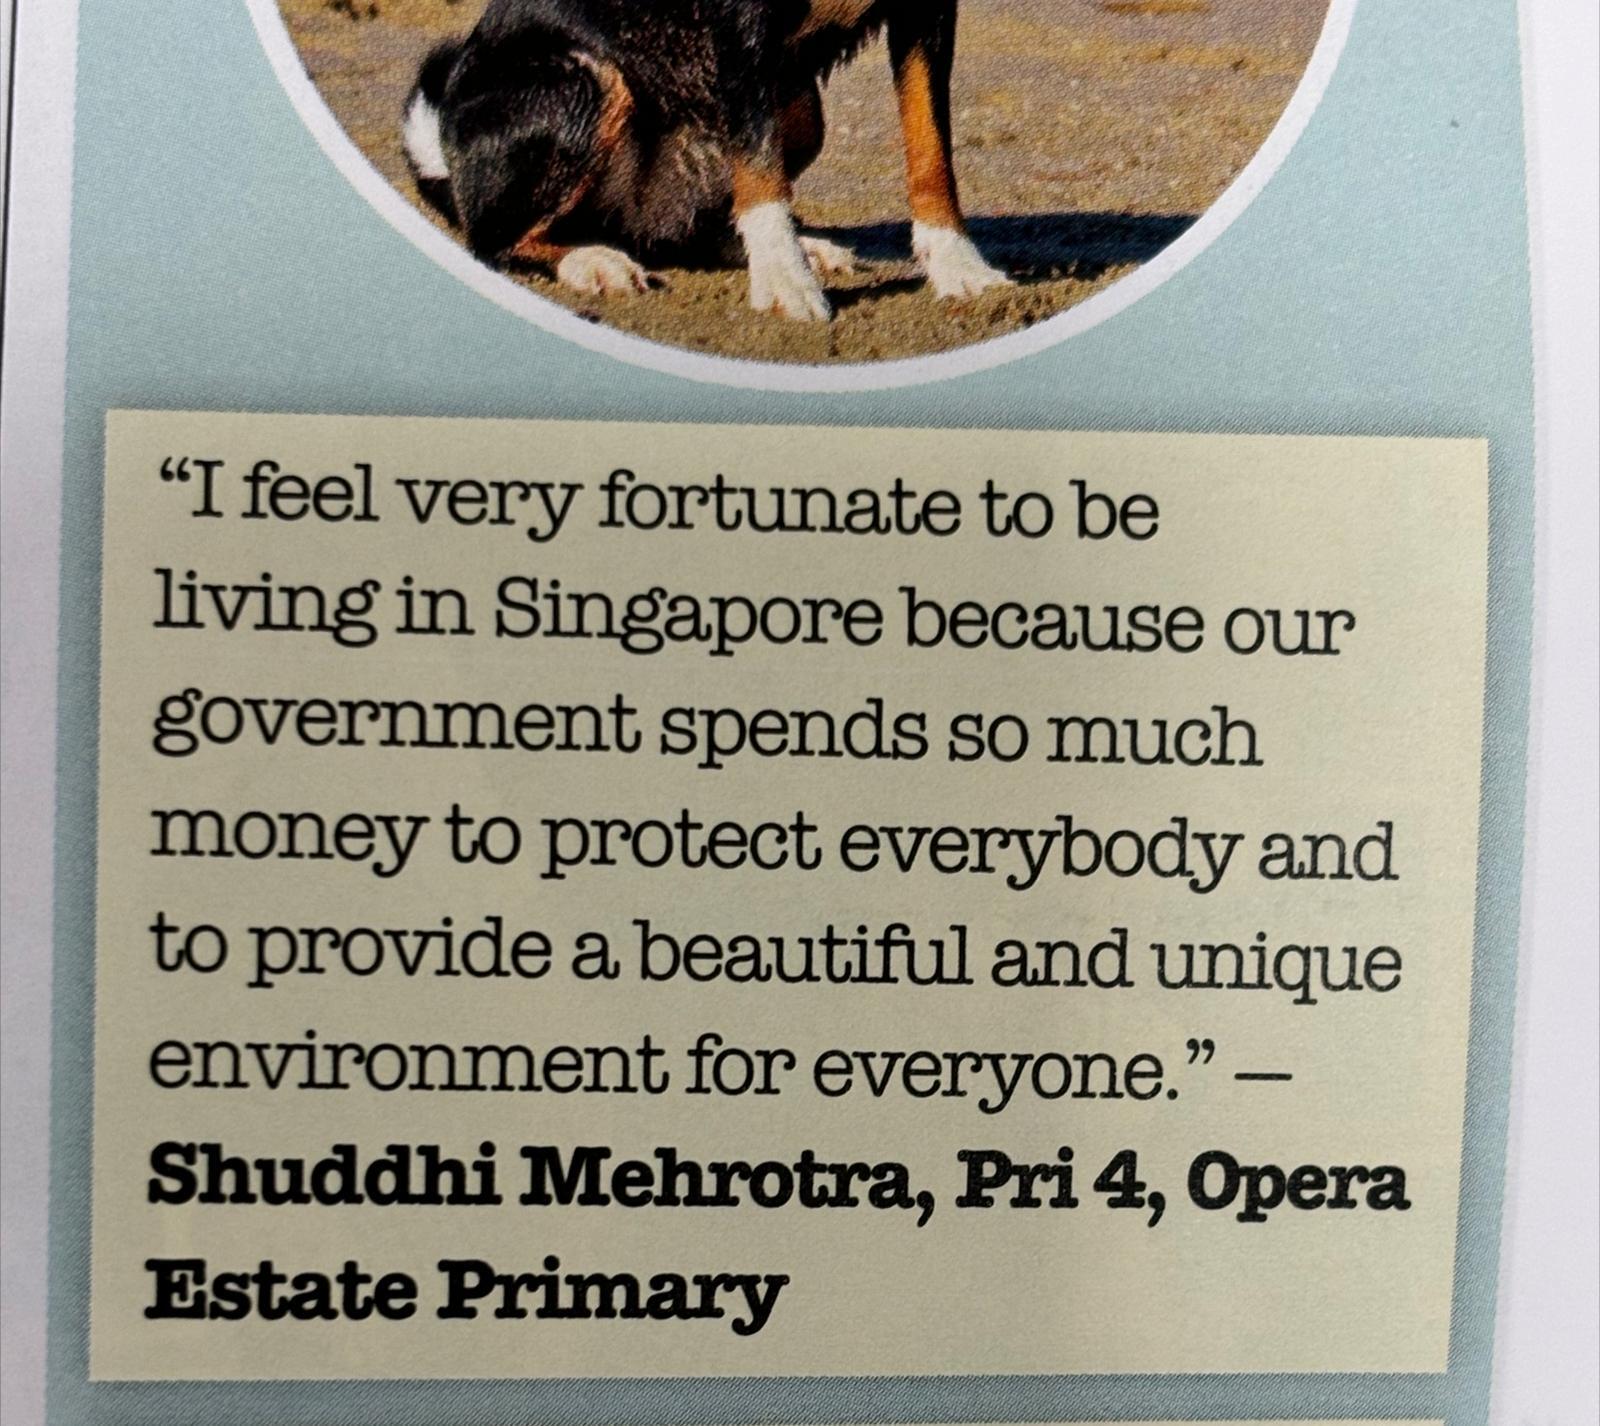 “I feel very fortunate to be
living in Singapore because our
government spends so much
money to protect everybody and
to provide a beautiful and unique
environment for everyone.” —
Shuddhi Mehrotra, Pri 4, Opera
Estate Primary